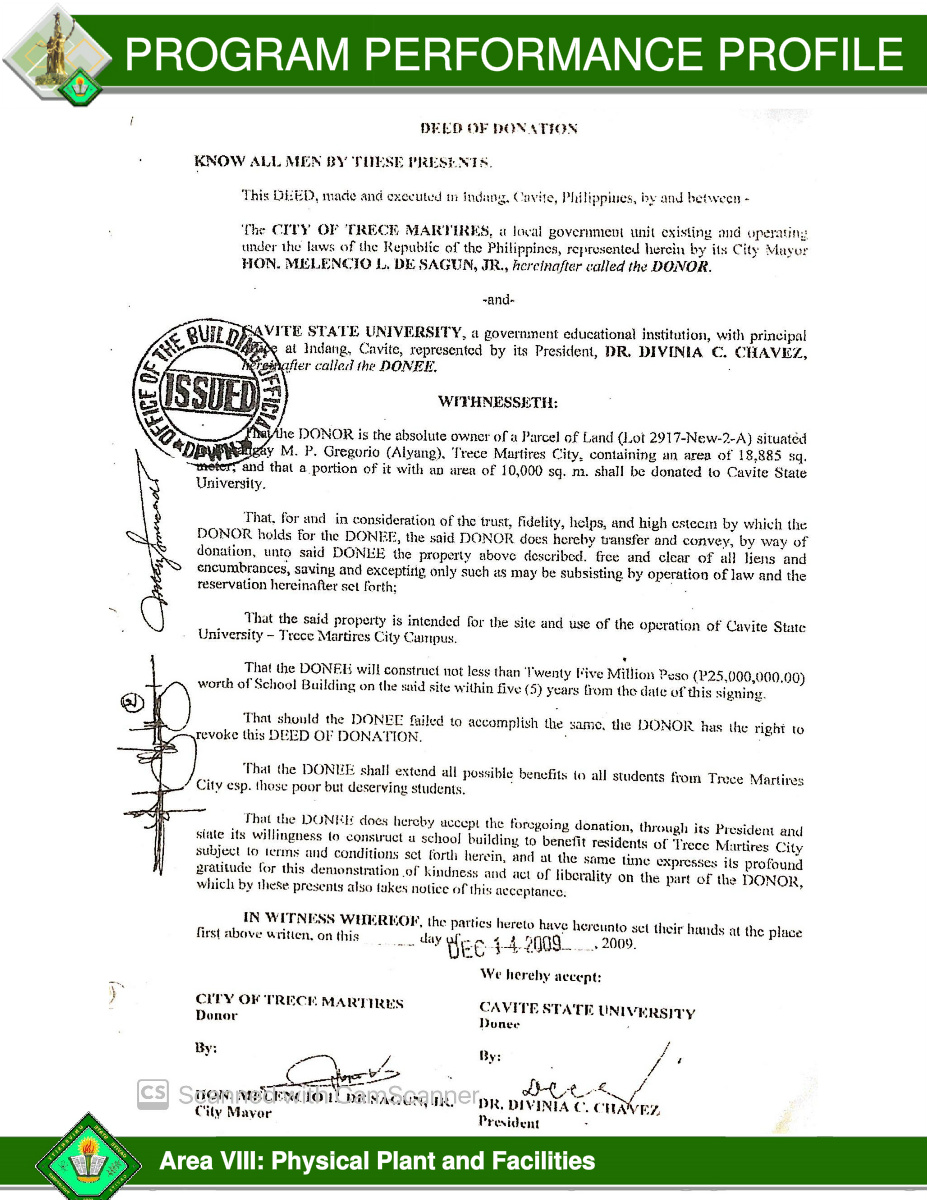 PROGRAM PERFORMANCE PROFILE
DEED OF DONATION
KNOW ALL MEN BY THESE PRESENTS.
This DEED, made and executed in Indang, Cavite, Philippines, by and between -
The CITY OF TRECE MARTIRES, a local government unit existing and operating
under the laws of the Republic of the Philippines, represented herein by its City Mayor
HON. MELENCIO L. DE SAGUN, JR., hereinafter called the DONOR.
-and-
CAVITE STATE UNIVERSITY, a government educational institution, with principal
at Indang, Cavite, represented by its President, DR. DIVINIA C. CHAVEZ,
hereinafter called the DONEE.
OFFICE OF THE BUILDING OFFICIAL
ISSUED
DPWH
WITHNESSETH:
That the DONOR is the absolute owner of a Parcel of Land (Lot 2917-New-2-A) situated
M. P. Gregorio (Alyang), Trece Martires City, containing an area of 18,885 sq.
meter; and that a portion of it with an area of 10,000 sq. m. shall be donated to Cavite State
University.
That, for and in consideration of the trust, fidelity, helps, and high esteem by which the
DONOR holds for the DONEE, the said DONOR does hereby transfer and convey, by way of
donation, unto said DONEE the property above described. free and clear of all liens and
encumbrances, saving and excepting only such as may be subsisting by operation of law and the
reservation hereinafter set forth;
That the said property is intended for the site and use of the operation of Cavite State
University – Trece Martires City Campus.
That the DONEE will construct not less than Twenty Five Million Peso (P25,000,000.00)
worth of School Building on the said site within five (5) years from the date of this signing.
That should the DONEE failed to accomplish the same, the DONOR has the right to
revoke this DEED OF DONATION.
That the DONEE shall extend all possible benefits to all students from Trece Martires
City esp. those poor but deserving students.
That the DONEE does hereby accept the foregoing donation, through its President and
state its willingness to construct a school building to benefit residents of Trece Martires City
subject to terms and conditions set forth herein, and at the same time expresses its profound
gratitude for this demonstration of kindness and act of liberality on the part of the DONOR,
which by these presents also takes notice of this acceptance.
IN WITNESS WHEREOF, the parties hereto have hereunto set their hands at the place
first above written, on this ______ day of DEC 14 2009, 2009.
We hereby accept:
CITY OF TRECE MARTIRES
Donor
CAVITE STATE UNIVERSITY
Donee
By:
By:
CS Scanned with CamScanner
HON. MELENCIO L. DE SAGUN, JR.
City Mayor
DR. DIVINIA C. CHAVEZ
President
Area VIII: Physical Plant and Facilities